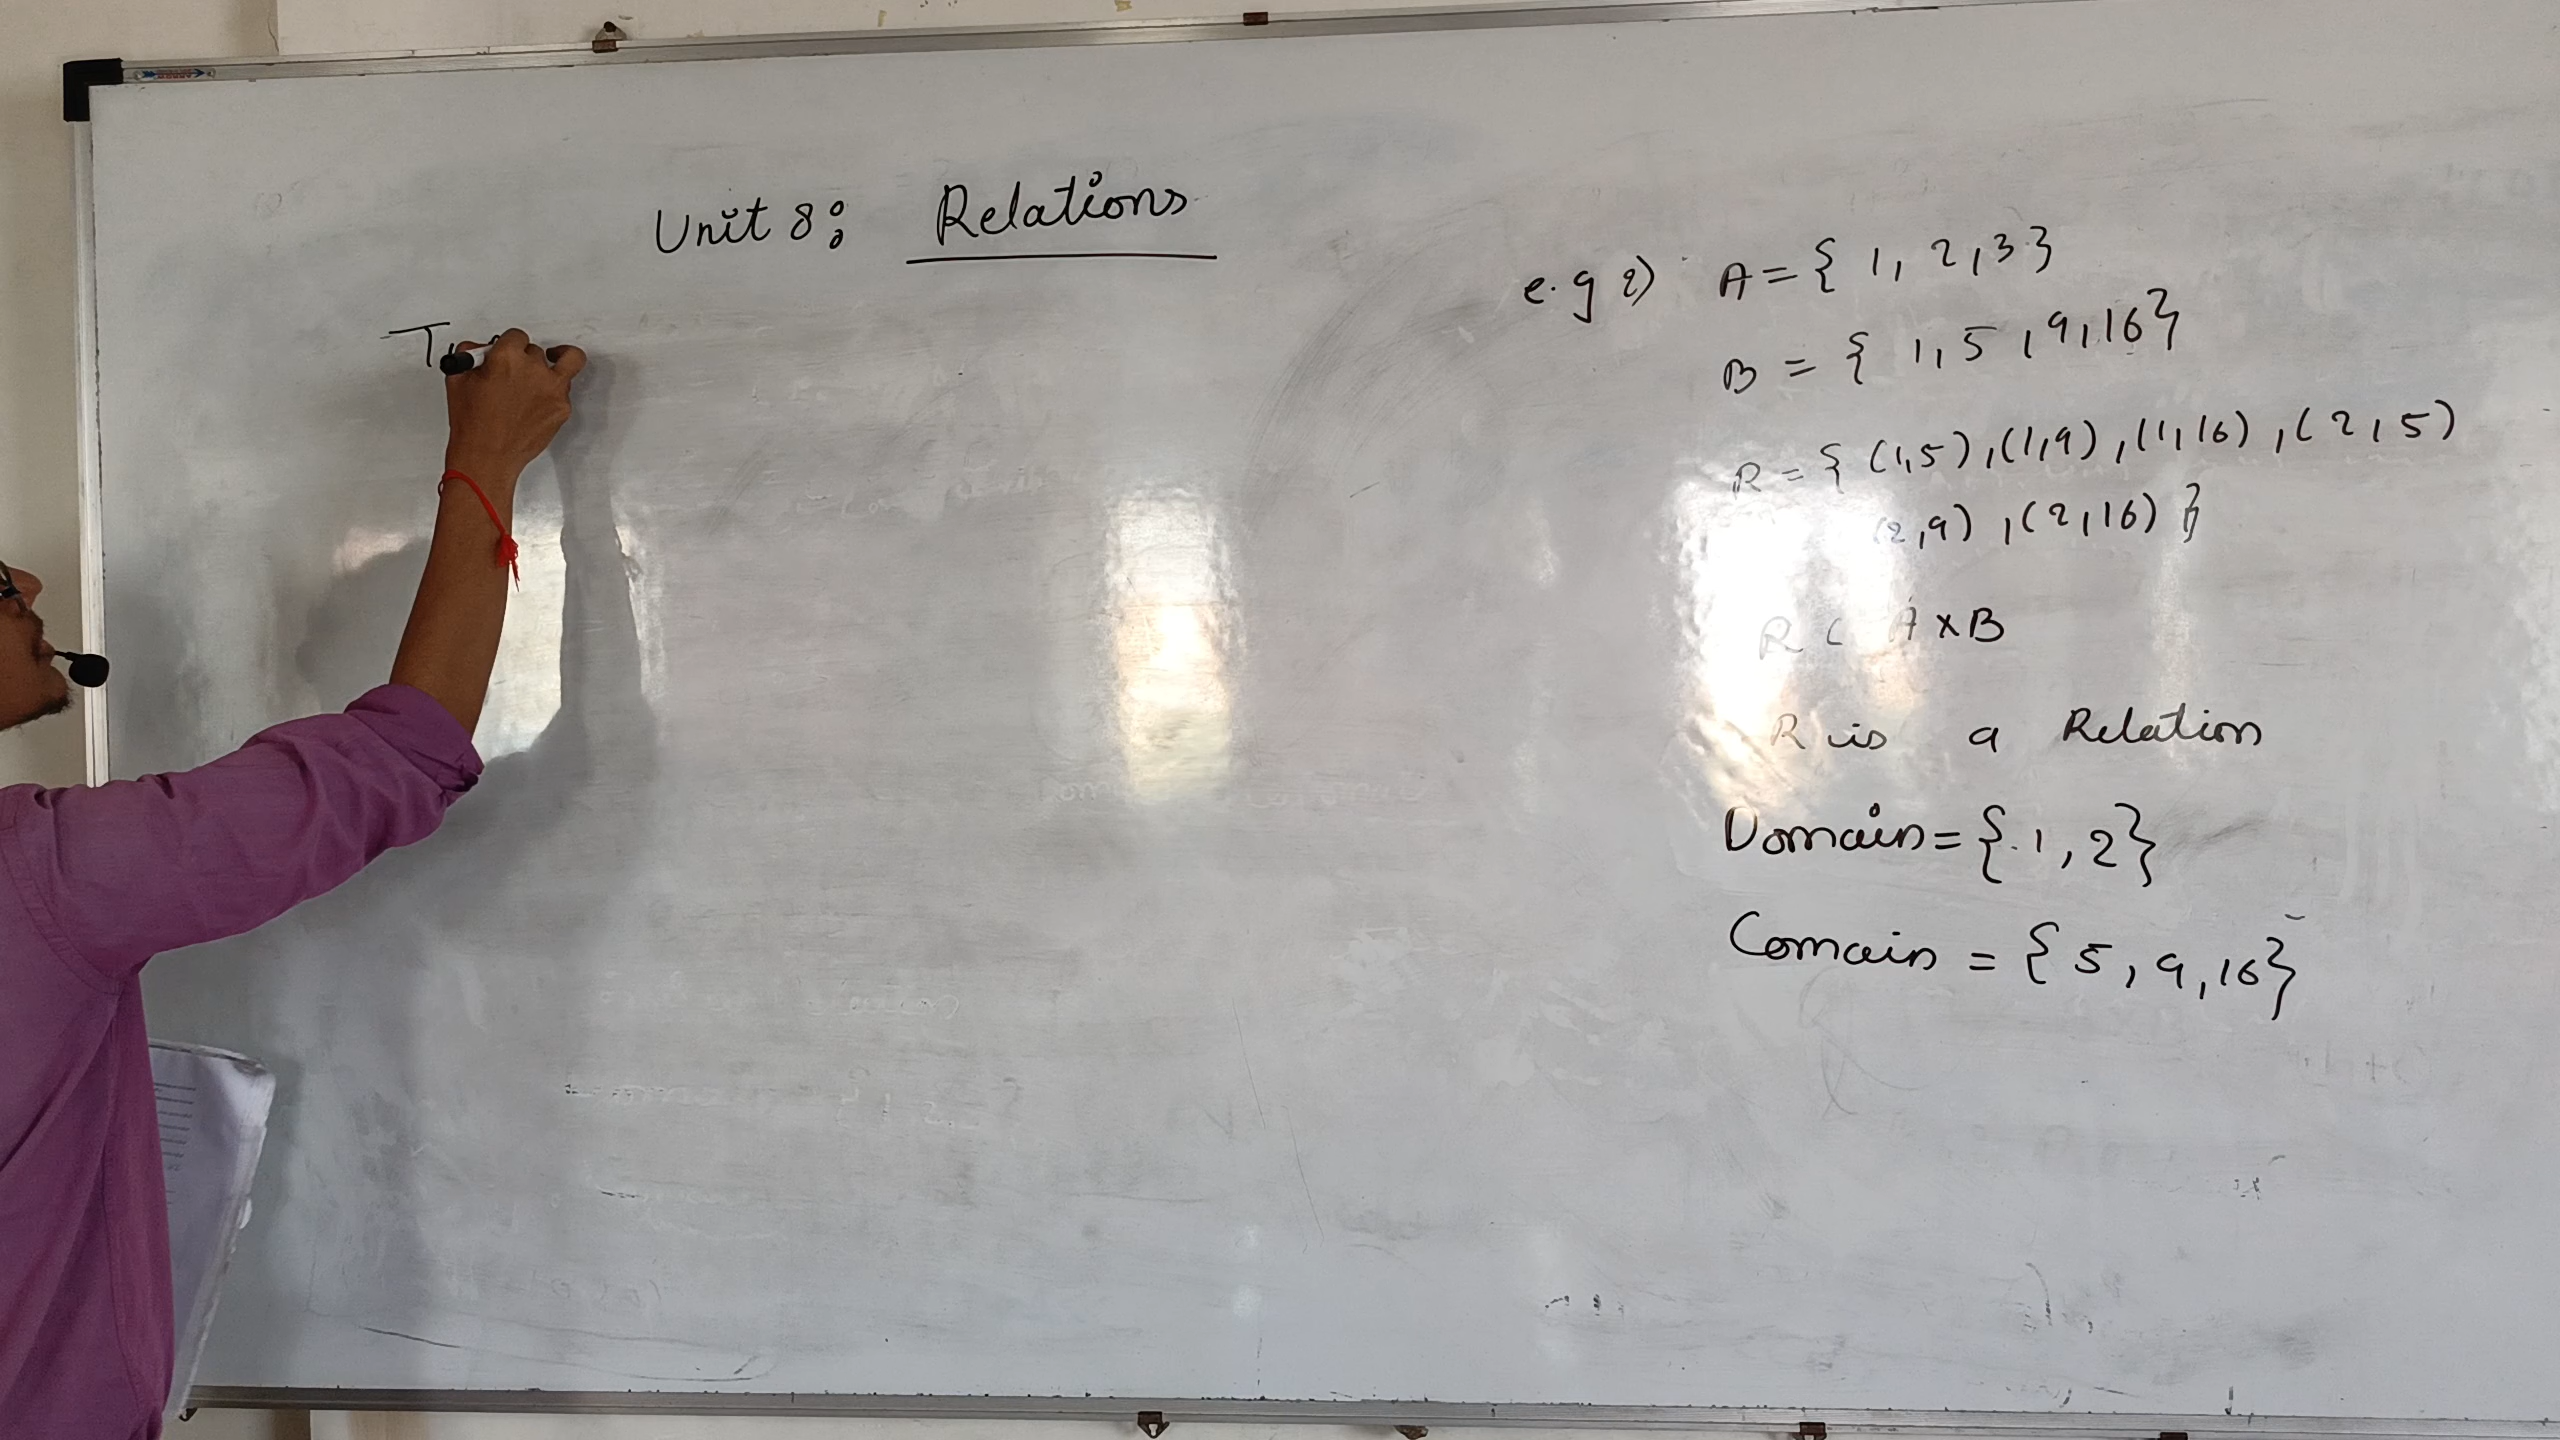 Unit 8: Relations
e.g 2) A = { 1, 2, 3 }
B = { 1, 5, 9, 16 }
R = { (1,5), (1,9), (1,16), (2,5)
(2,9), (2,16) }
R ⊂ A × B
R is a Relation
Domain = { 1, 2 }
Comain = { 5, 9, 16 }